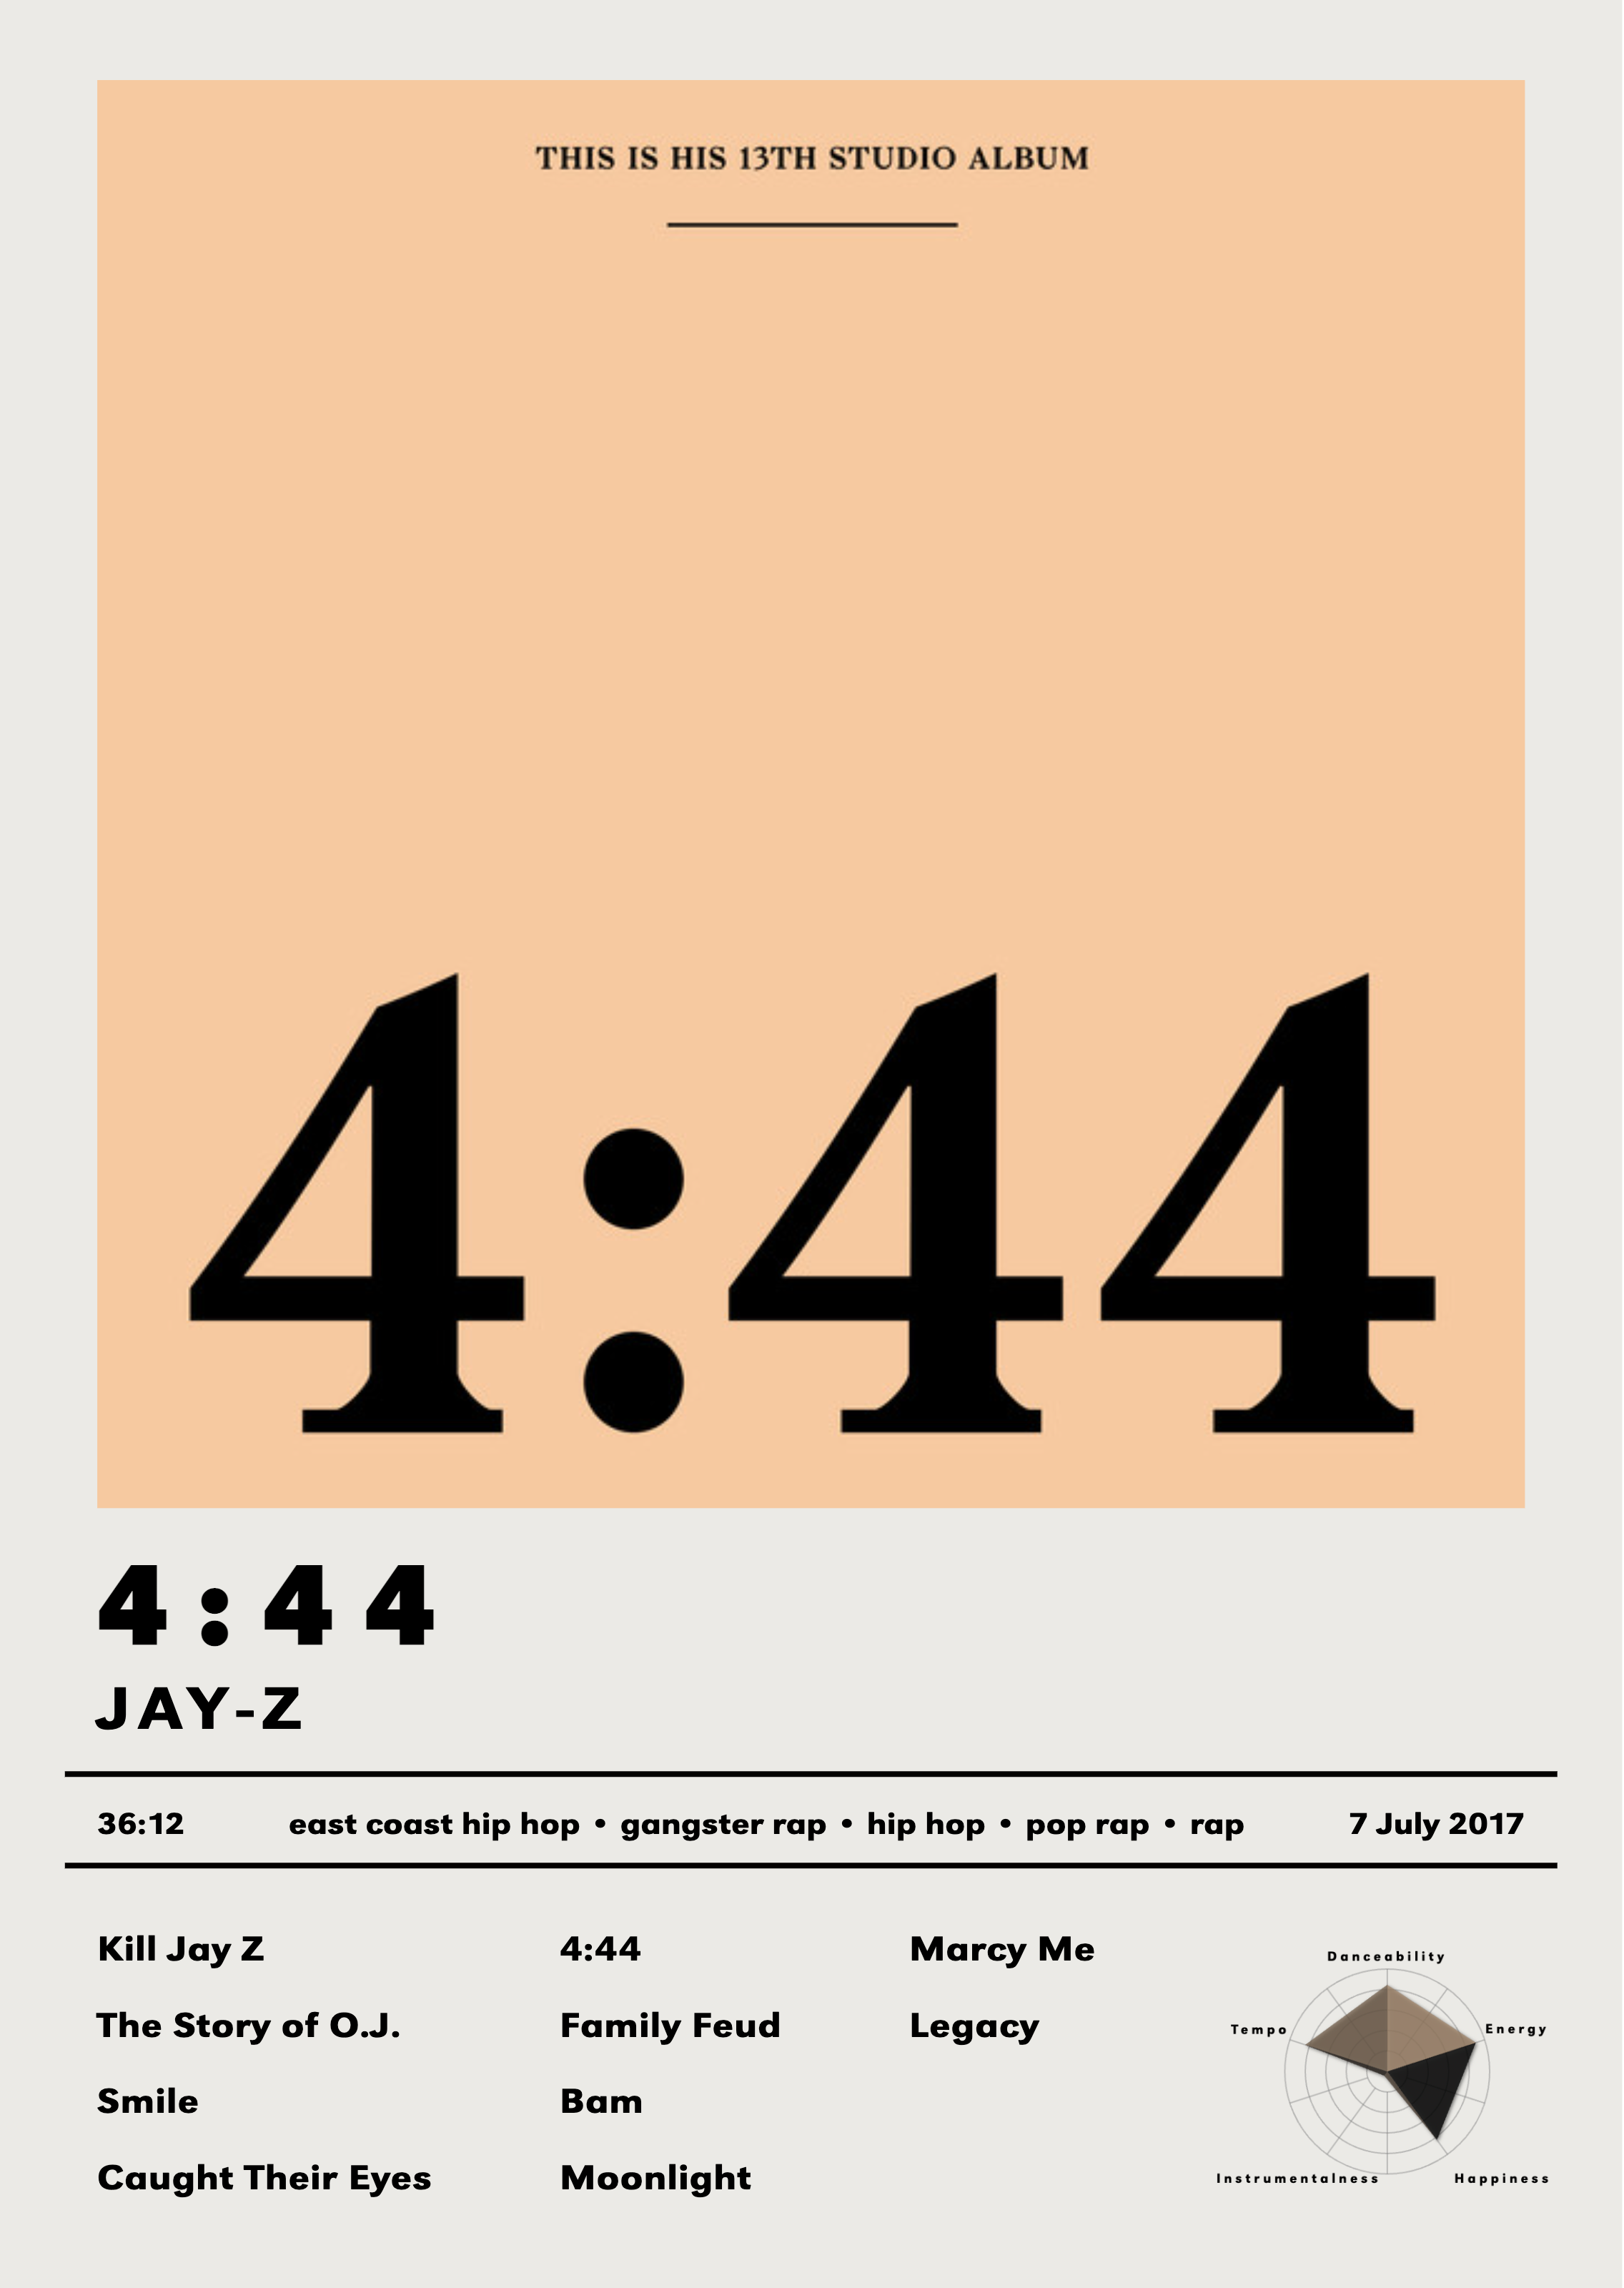 THIS IS HIS 13TH STUDIO ALBUM
4:44
4:44
JAY-Z
36:12 east coast hip hop • gangster rap • hip hop • pop rap • rap 7 July 2017
Kill Jay Z
The Story of O.J.
Smile
Caught Their Eyes
4:44
Family Feud
Bam
Moonlight
Marcy Me
Legacy
Danceability
Tempo
Energy
Instrumentalness
Happiness